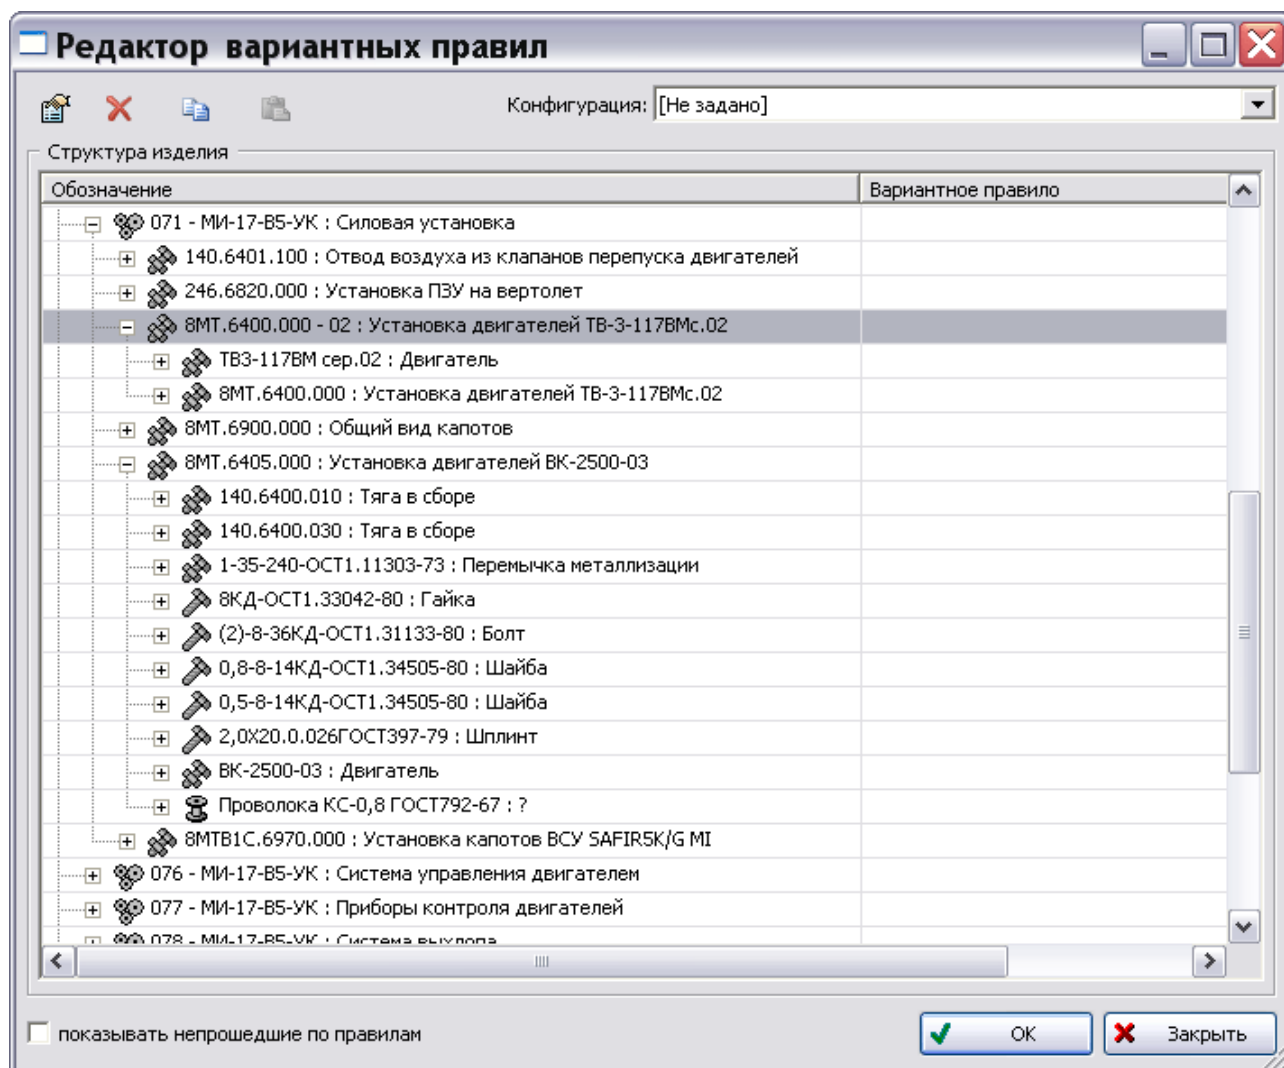 Редактор вариантных правил
Конфигурация: [Не задано]
Структура изделия
Обозначение Вариантное правило
071 - МИ-17-В5-УК : Силовая установка
140.6401.100 : Отвод воздуха из клапанов перепуска двигателей
246.6820.000 : Установка ПЗУ на вертолет
8МТ.6400.000 - 02 : Установка двигателей ТВ-3-117ВМс.02
ТВ3-117ВМ сер.02 : Двигатель
8МТ.6400.000 : Установка двигателей ТВ-3-117ВМс.02
8МТ.6900.000 : Общий вид капотов
8МТ.6405.000 : Установка двигателей ВК-2500-03
140.6400.010 : Тяга в сборе
140.6400.030 : Тяга в сборе
1-35-240-ОСТ1.11303-73 : Перемычка металлизации
8КД-ОСТ1.33042-80 : Гайка
(2)-8-36КД-ОСТ1.31133-80 : Болт
0,8-8-14КД-ОСТ1.34505-80 : Шайба
0,5-8-14КД-ОСТ1.34505-80 : Шайба
2,0Х20.0.026ГОСТ397-79 : Шплинт
ВК-2500-03 : Двигатель
Проволока КС-0,8 ГОСТ792-67 : ?
8МТВ1С.6970.000 : Установка капотов ВСУ SAFIR5K/G MI
076 - МИ-17-В5-УК : Система управления двигателем
077 - МИ-17-В5-УК : Приборы контроля двигателей
078 - МИ-17-В5-УК : Система выхлопа
показывать непрошедшие по правилам
ОК
Закрыть